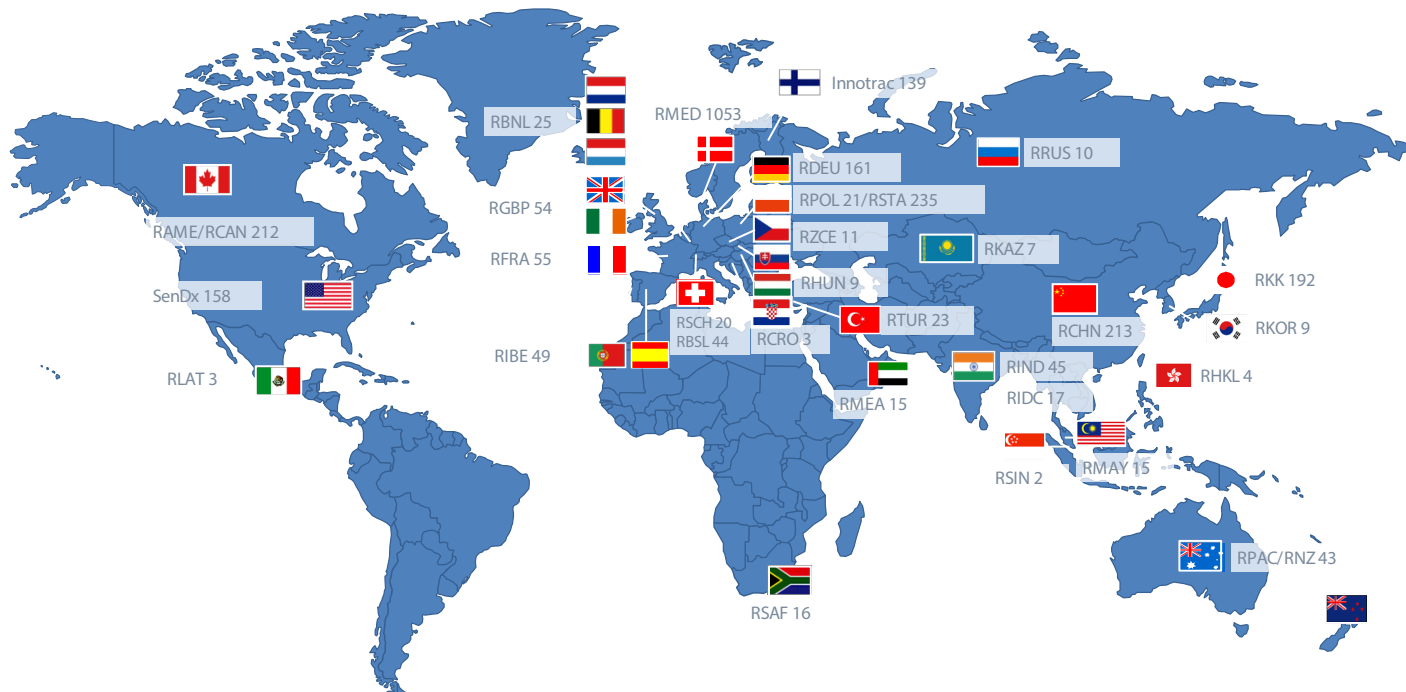 Innotrac 139
RMED 1053
RBNL 25
RRUS 10
RDEU 161
RPOL 21/RSTA 235
RGBP 54
RAME/RCAN 212
RZCE 11
RKAZ 7
RFRA 55
RHUN 9
RKK 192
SenDx 158
RSCH 20
RBSL 44
RTUR 23
RCRO 3
RCHN 213
RKOR 9
RIBE 49
RLAT 3
RIND 45
RHKL 4
RMEA 15
RIDC 17
RSIN 2
RMAY 15
RPAC/RNZ 43
RSAF 16